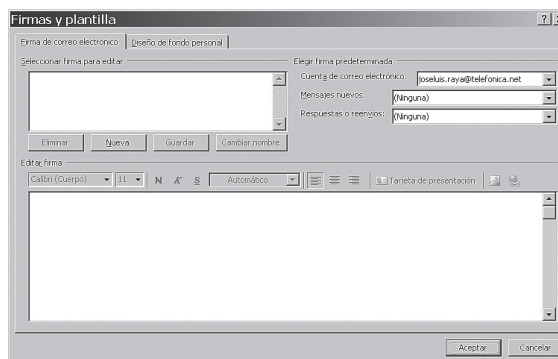 Firmas y plantilla
Firma de correo electrónico Diseño de fondo personal
Seleccionar firma para editar Elegir firma predeterminada
Cuenta de correo electrónico: joseluis.raya@telefonica.net
Mensajes nuevos: (Ninguna)
Respuestas o reenvíos: (Ninguna)
Eliminar Nueva Guardar Cambiar nombre
Editar firma
Calibri (Cuerpo) 11 N K S Automático Tarjeta de presentación
Aceptar Cancelar